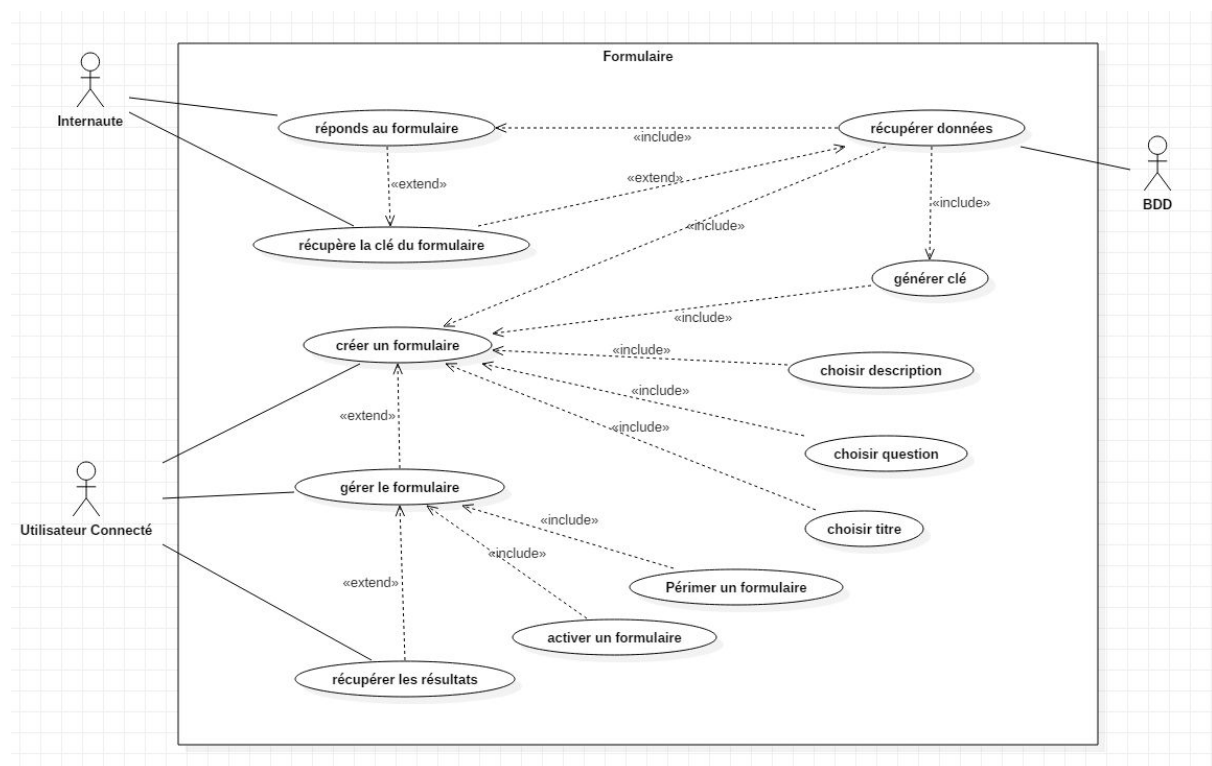 Formulaire
Internaute
réponds au formulaire
récupérer données
«include»
«extend»
«extend»
BDD
«include»
«include»
récupère la clé du formulaire
générer clé
«include»
créer un formulaire
«include»
choisir description
«include»
«extend»
«include»
choisir question
gérer le formulaire
Utilisateur Connecté
«include»
choisir titre
«include»
«extend»
Périmer un formulaire
activer un formulaire
récupérer les résultats